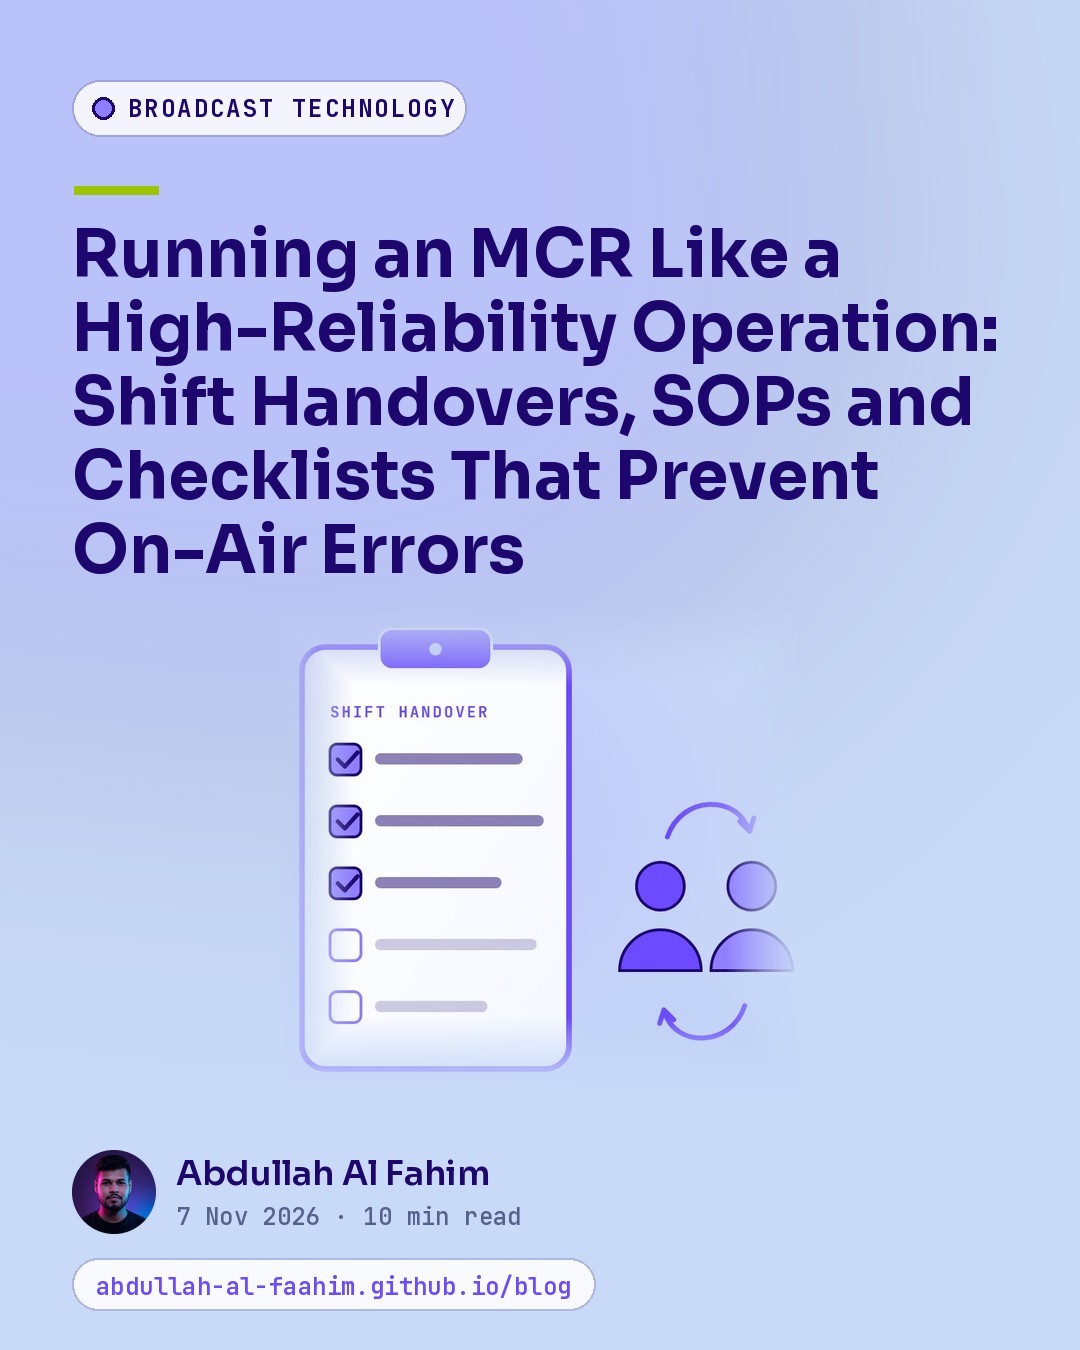 BROADCAST TECHNOLOGY
Running an MCR Like a
High-Reliability Operation:
Shift Handovers, SOPs and
Checklists That Prevent
On-Air Errors
SHIFT HANDOVER
Abdullah Al Fahim
7 Nov 2026 · 10 min read
abdullah-al-faahim.github.io/blog